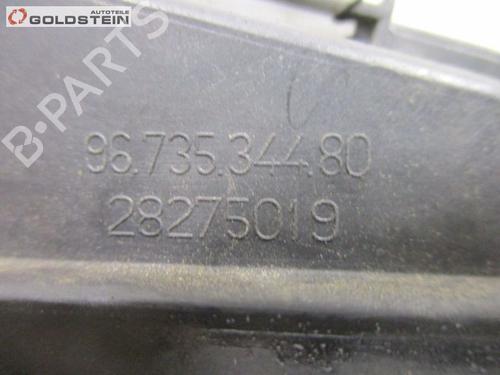 AUTOTEILE
GOLDSTEIN
B-PARTS
96.735.344.80
28275019